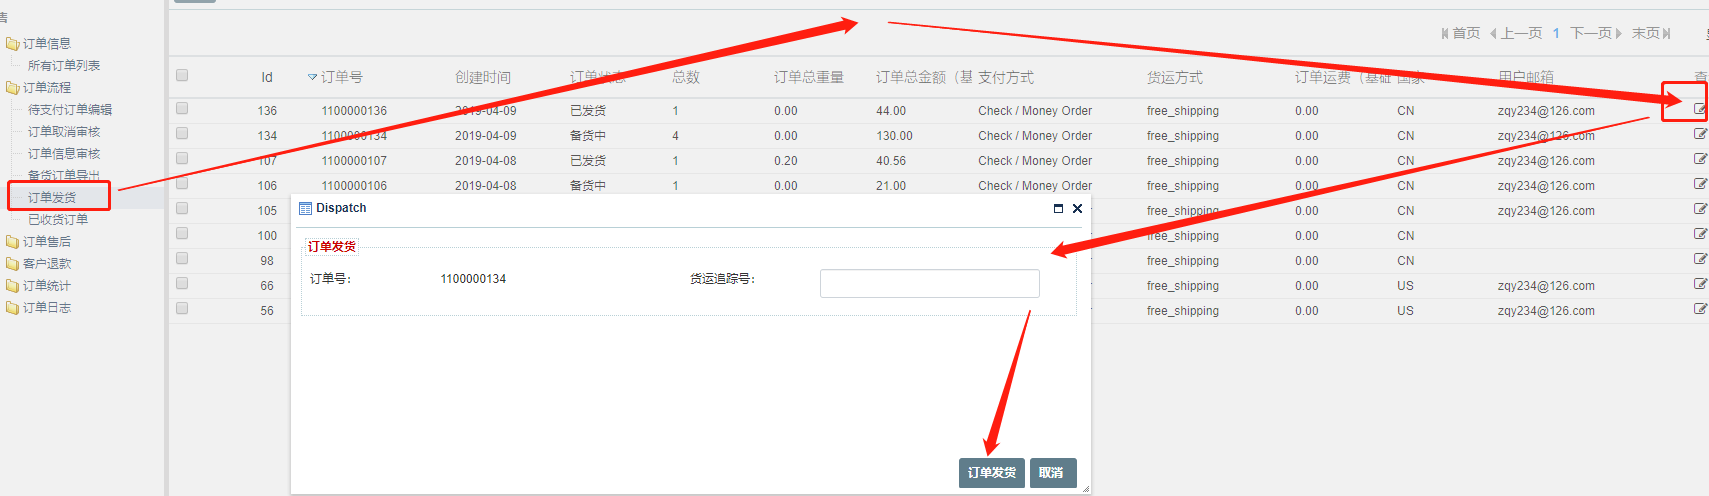 售
订单信息
所有订单列表
订单流程
待支付订单编辑
订单取消审核
订单信息审核
备货订单导出
订单发货
已收货订单
订单售后
客户退款
订单统计
订单日志
首页 上一页 1 下一页 末页
Id 订单号 创建时间 订单状态 总数 订单总重量 订单总金额（基 支付方式 货运方式 订单运费（基础 国家 用户邮箱 查
136 1100000136 2019-04-09 已发货 1 0.00 44.00 Check / Money Order free_shipping 0.00 CN zqy234@126.com
134 1100000134 2019-04-09 备货中 4 0.00 130.00 Check / Money Order free_shipping 0.00 CN zqy234@126.com
107 1100000107 2019-04-08 已发货 1 0.20 40.56 Check / Money Order free_shipping 0.00 CN zqy234@126.com
106 1100000106 2019-04-08 备货中 1 0.00 21.00 Check / Money Order free_shipping 0.00 CN zqy234@126.com
105 free_shipping 0.00 CN zqy234@126.com
100 free_shipping 0.00 CN
98 free_shipping 0.00 CN
66 free_shipping 0.00 US zqy234@126.com
56 free_shipping 0.00 US zqy234@126.com
Dispatch
订单发货
订单号： 1100000134 货运追踪号：
订单发货 取消